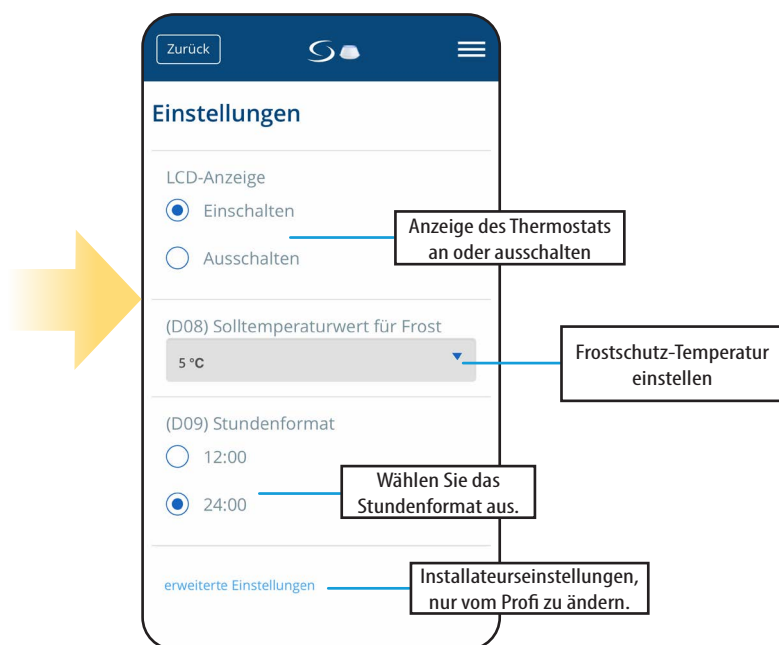 Zurück
Einstellungen
LCD-Anzeige
Einschalten
Ausschalten
Anzeige des Thermostats
an oder ausschalten
(D08) Solltemperaturwert für Frost
5 °C
Frostschutz-Temperatur
einstellen
(D09) Stundenformat
12:00
24:00
Wählen Sie das
Stundenformat aus.
erweiterte Einstellungen
Installateurseinstellungen,
nur vom Profi zu ändern.